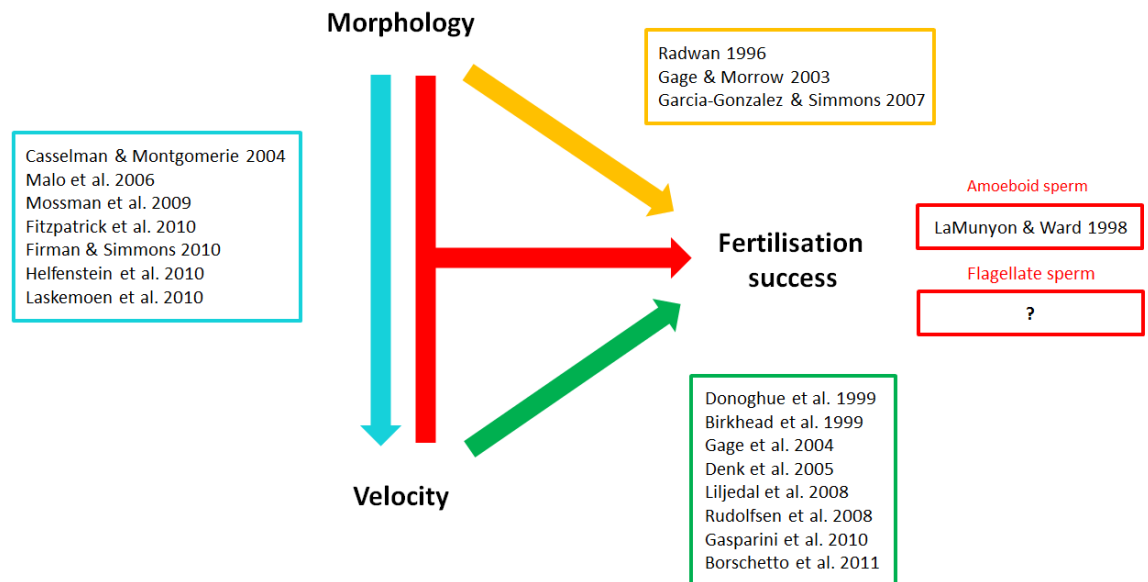 Morphology
Radwan 1996
Gage & Morrow 2003
Garcia-Gonzalez & Simmons 2007
Casselman & Montgomerie 2004
Malo et al. 2006
Mossman et al. 2009
Fitzpatrick et al. 2010
Firman & Simmons 2010
Helfenstein et al. 2010
Laskemoen et al. 2010
Fertilisation
success
Amoeboid sperm
LaMunyon & Ward 1998
Flagellate sperm
?
Velocity
Donoghue et al. 1999
Birkhead et al. 1999
Gage et al. 2004
Denk et al. 2005
Liljedal et al. 2008
Rudolfsen et al. 2008
Gasparini et al. 2010
Borschetto et al. 2011